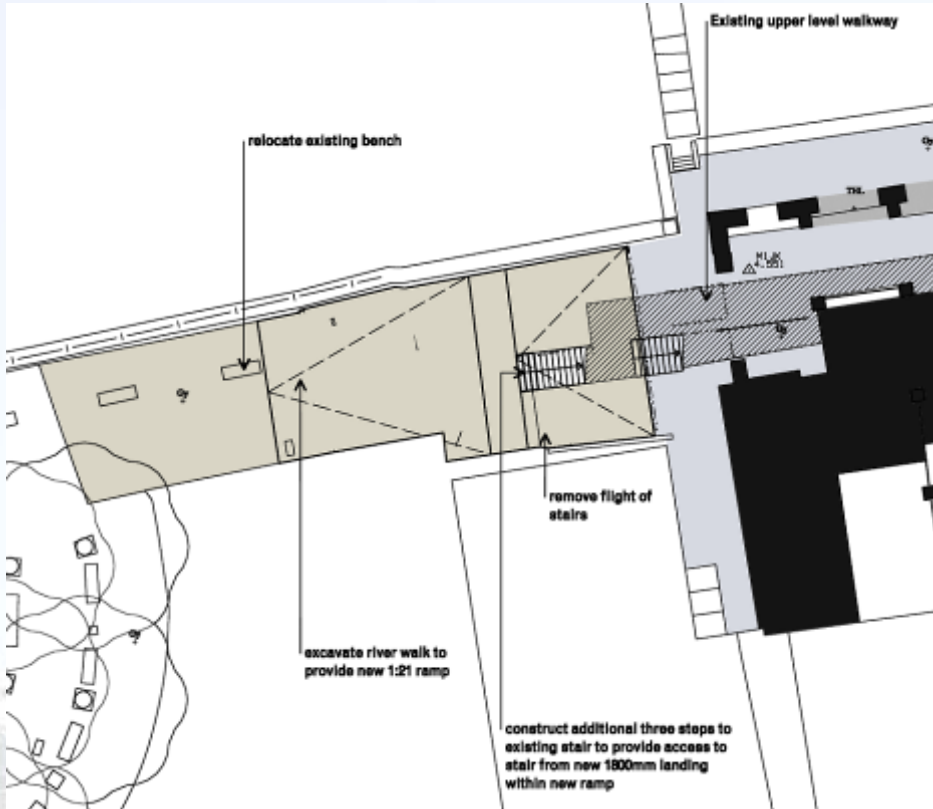 Existing upper level walkway
relocate existing bench
remove flight of
stairs
excavate river walk to
provide new 1:21 ramp
construct additional three steps to
existing stair to provide access to
stair from new 1800mm landing
within new ramp